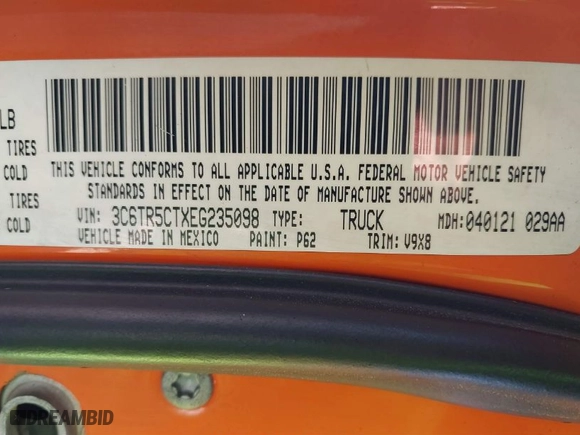 LB
TIRES
COLD
TIRES
COLD
THIS VEHICLE CONFORMS TO ALL APPLICABLE U.S.A. FEDERAL MOTOR VEHICLE SAFETY
STANDARDS IN EFFECT ON THE DATE OF MANUFACTURE SHOWN ABOVE.
VIN: 3C6TR5CTXEG235098 TYPE: TRUCK MDH: 040121 029AA
VEHICLE MADE IN MEXICO PAINT: P62 TRIM: V9X8
DREAMBID